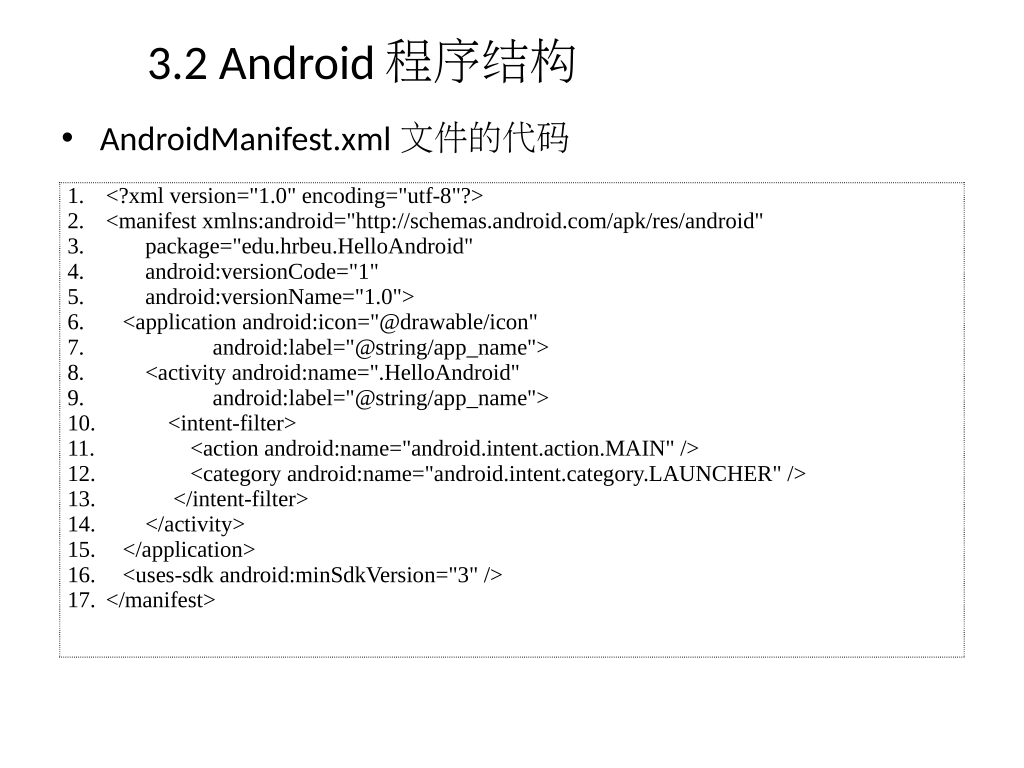 3.2 Android 程序结构
• AndroidManifest.xml 文件的代码
1. <?xml version="1.0" encoding="utf-8"?>
2. <manifest xmlns:android="http://schemas.android.com/apk/res/android"
3. package="edu.hrbeu.HelloAndroid"
4. android:versionCode="1"
5. android:versionName="1.0">
6. <application android:icon="@drawable/icon"
7. android:label="@string/app_name">
8. <activity android:name=".HelloAndroid"
9. android:label="@string/app_name">
10. <intent-filter>
11. <action android:name="android.intent.action.MAIN" />
12. <category android:name="android.intent.category.LAUNCHER" />
13. </intent-filter>
14. </activity>
15. </application>
16. <uses-sdk android:minSdkVersion="3" />
17. </manifest>